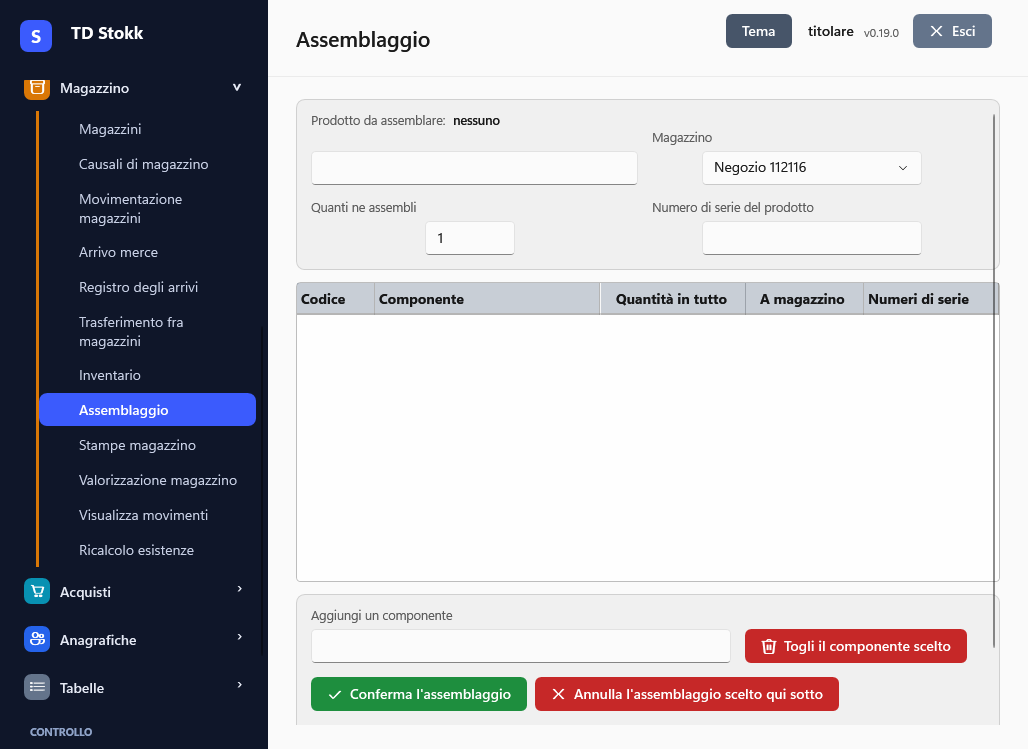 S
TD Stokk
Magazzino
Magazzini
Causali di magazzino
Movimentazione
magazzini
Arrivo merce
Registro degli arrivi
Trasferimento fra
magazzini
Inventario
Assemblaggio
Stampe magazzino
Valorizzazione magazzino
Visualizza movimenti
Ricalcolo esistenze
Acquisti
Anagrafiche
Tabelle
CONTROLLO
Assemblaggio
Tema titolare v0.19.0 Esci
Prodotto da assemblare: nessuno
Magazzino
Negozio 112116
Quanti ne assembli Numero di serie del prodotto
1
Codice Componente Quantità in tutto A magazzino Numeri di serie
Aggiungi un componente
Togli il componente scelto
Conferma l'assemblaggio Annulla l'assemblaggio scelto qui sotto